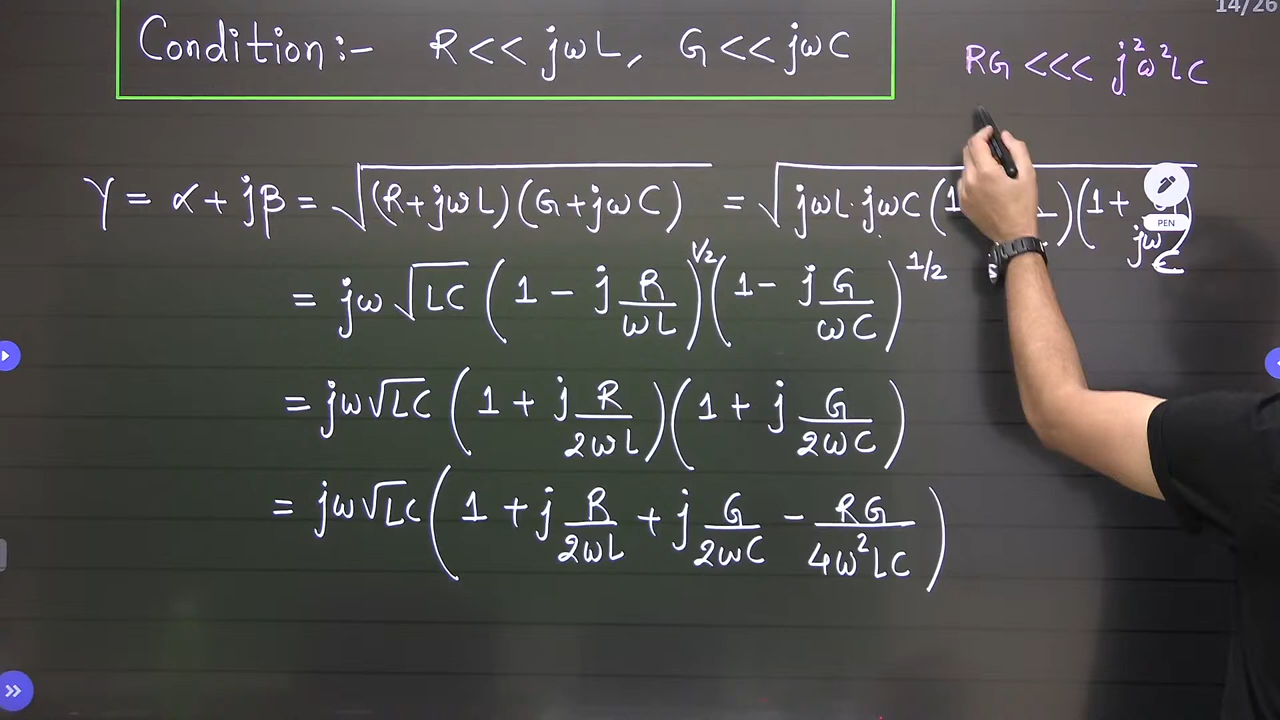 14/26
Condition:- R << jωL, G << jωC
RG <<< j²ω²LC
γ = α + jβ = √(R+jωL)(G+jωC) = √jωL·jωC(1 L)(1+ jωC)
PEN
= jω√LC (1 - j R/ωL)^1/2 (1 - j G/ωC)^1/2
= jω√LC (1 + j R/2ωL)(1 + j G/2ωC)
= jω√LC (1 + j R/2ωL + j G/2ωC - RG/4ω²LC)